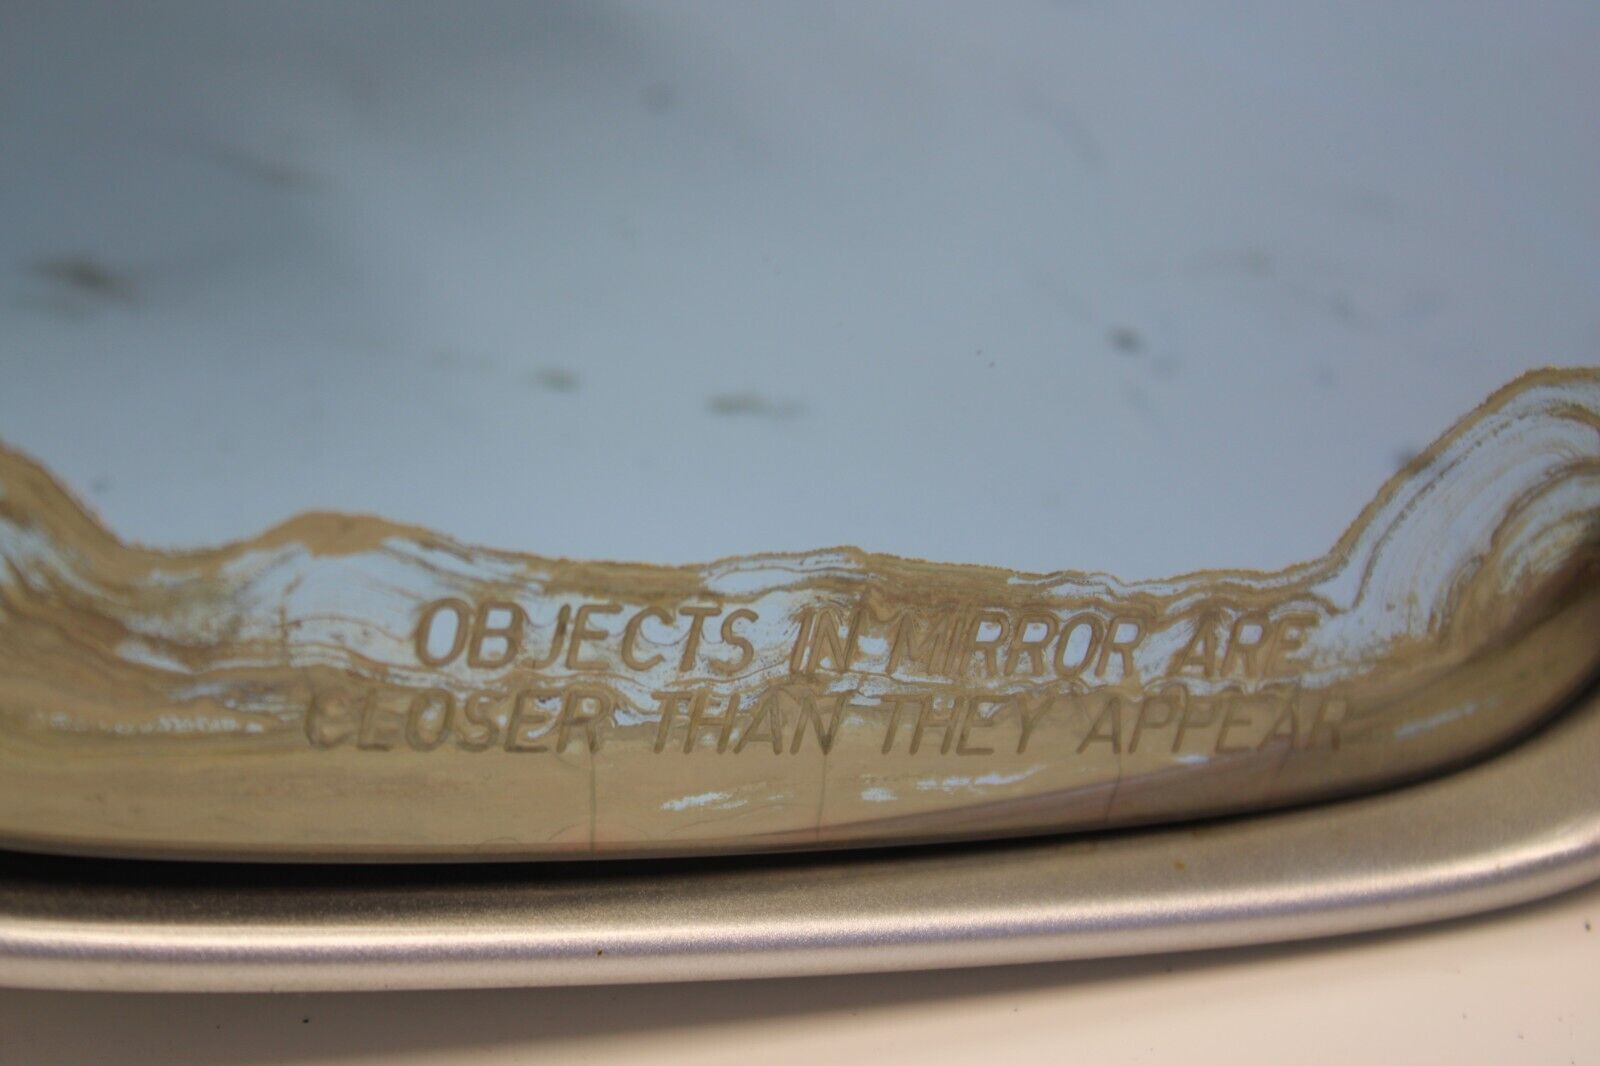 OBJECTS IN MIRROR ARE
CLOSER THAN THEY APPEAR